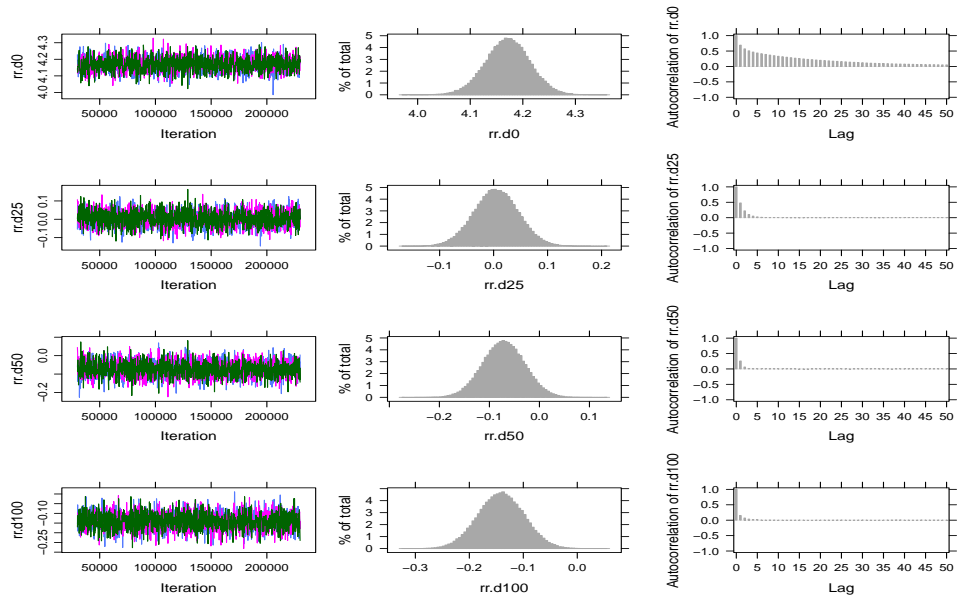 rr.d0
4.0 4.1 4.2 4.3
50000 100000 150000 200000
Iteration
% of total
0 1 2 3 4 5
4.0 4.1 4.2 4.3
rr.d0
Autocorrelation of rr.d0
1.0
0.5
0.0
−0.5
−1.0
0 5 10 15 20 25 30 35 40 45 50
Lag
rr.d25
−0.1 0.0 0.1
50000 100000 150000 200000
Iteration
% of total
0 1 2 3 4 5
−0.1 0.0 0.1 0.2
rr.d25
Autocorrelation of rr.d25
1.0
0.5
0.0
−0.5
−1.0
0 5 10 15 20 25 30 35 40 45 50
Lag
rr.d50
−0.2 0.0
50000 100000 150000 200000
Iteration
% of total
0 1 2 3 4 5
−0.2 −0.1 0.0 0.1
rr.d50
Autocorrelation of rr.d50
1.0
0.5
0.0
−0.5
−1.0
0 5 10 15 20 25 30 35 40 45 50
Lag
rr.d100
−0.25 −0.10
50000 100000 150000 200000
Iteration
% of total
0 1 2 3 4
−0.3 −0.2 −0.1 0.0
rr.d100
Autocorrelation of rr.d100
1.0
0.5
0.0
−0.5
−1.0
0 5 10 15 20 25 30 35 40 45 50
Lag